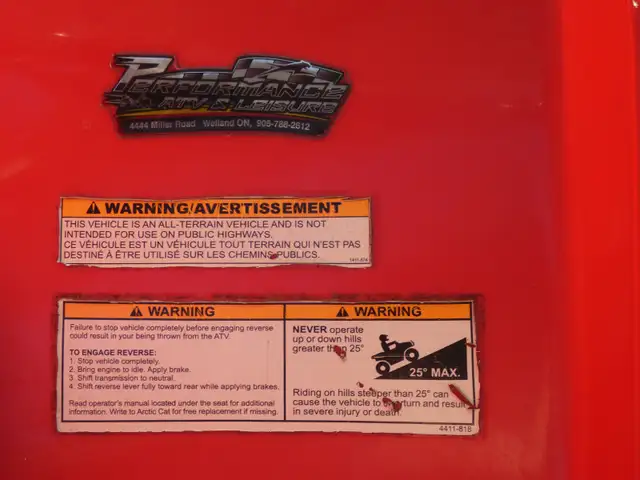 PERFORMANCE
ATV & LEISURE
4444 Miller Road Welland ON, 905-788-2612
WARNING/AVERTISSEMENT
THIS VEHICLE IS AN ALL-TERRAIN VEHICLE AND IS NOT
INTENDED FOR USE ON PUBLIC HIGHWAYS.
CE VÉHICULE EST UN VÉHICULE TOUT TERRAIN QUI N'EST PAS
DESTINÉ À ÊTRE UTILISÉ SUR LES CHEMINS PUBLICS.
WARNING
Failure to stop vehicle completely before engaging reverse
could result in your being thrown from the ATV.
TO ENGAGE REVERSE:
1. Stop vehicle completely.
2. Bring engine to idle. Apply brake.
3. Shift transmission to neutral.
4. Shift reverse lever fully toward rear while applying brakes.
Read operator's manual located under the seat for additional
information. Write to Arctic Cat for free replacement if missing.
WARNING
NEVER operate
up or down hills
greater than 25°
25° MAX.
Riding on hills steeper than 25° can
cause the vehicle to overturn and result
in severe injury or death.
4411-818